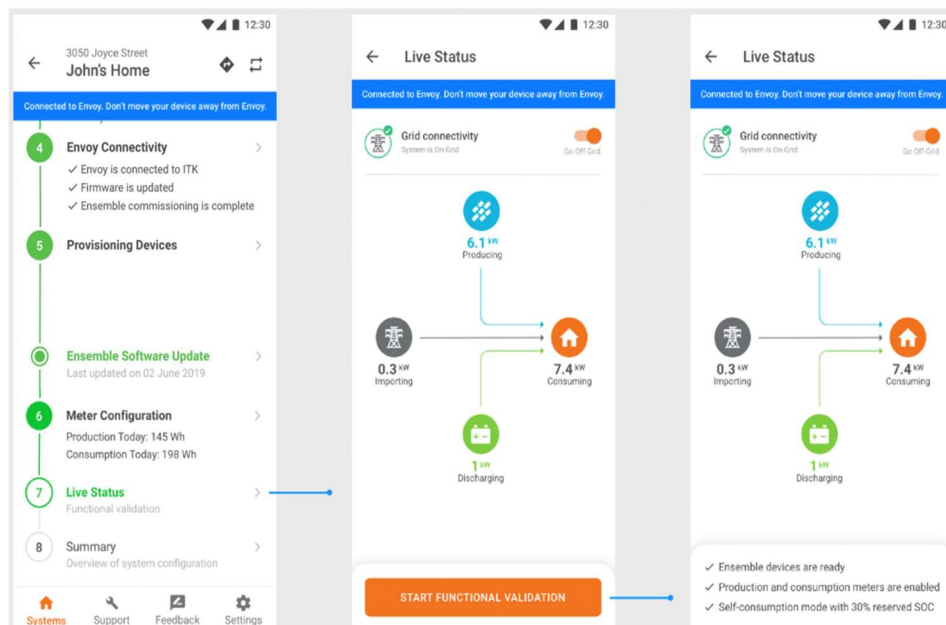 12:30
3050 Joyce Street
John's Home
Connected to Envoy. Don't move your device away from Envoy.
4
Envoy Connectivity
✓ Envoy is connected to ITK
✓ Firmware is updated
✓ Ensemble commissioning is complete
5
Provisioning Devices
Ensemble Software Update
Last updated on 02 June 2019
6
Meter Configuration
Production Today: 145 Wh
Consumption Today: 198 Wh
7
Live Status
Functional validation
8
Summary
Overview of system configuration
Systems
Support
Feedback
Settings
12:30
Live Status
Connected to Envoy. Don't move your device away from Envoy.
Grid connectivity
System is On-Grid
Go Off Grid
6.1 kW
Producing
0.3 kW
Importing
7.4 kW
Consuming
1 kW
Discharging
START FUNCTIONAL VALIDATION
12:30
Live Status
Connected to Envoy. Don't move your device away from Envoy.
Grid connectivity
System is On-Grid
Go Off Grid
6.1 kW
Producing
0.3 kW
Importing
7.4 kW
Consuming
1 kW
Discharging
✓ Ensemble devices are ready
✓ Production and consumption meters are enabled
✓ Self-consumption mode with 30% reserved SOC